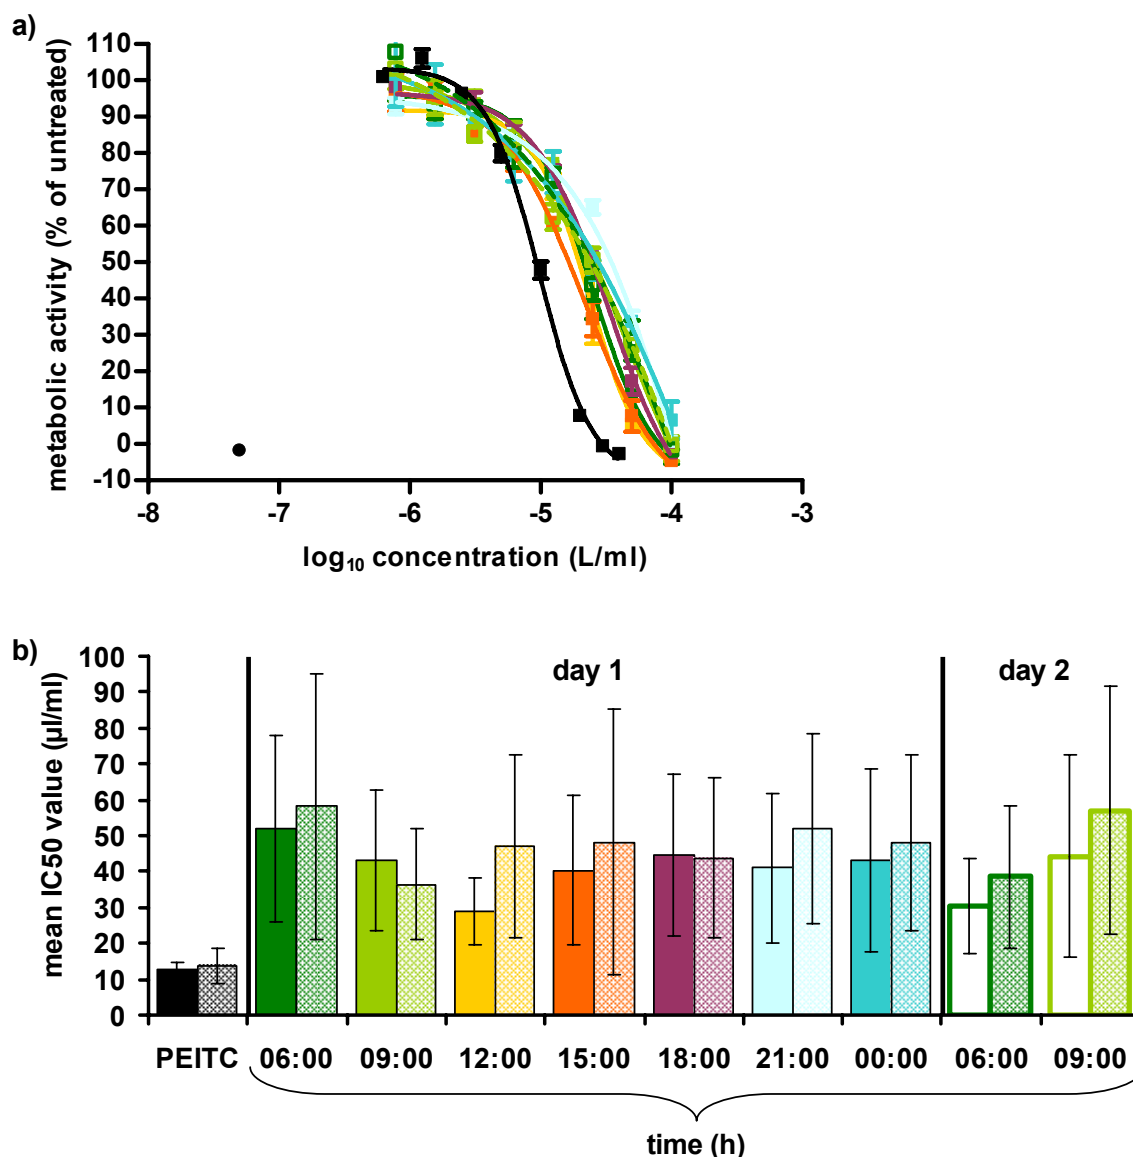 a)
metabolic activity (% of untreated)
110
100
90
80
70
60
50
40
30
20
10
0
-10
-8 -7 -6 -5 -4 -3
log₁₀ concentration (L/ml)
b)
mean IC50 value (µl/ml)
100
90
80
70
60
50
40
30
20
10
0
day 1 day 2
PEITC 06:00 09:00 12:00 15:00 18:00 21:00 00:00 06:00 09:00
time (h)